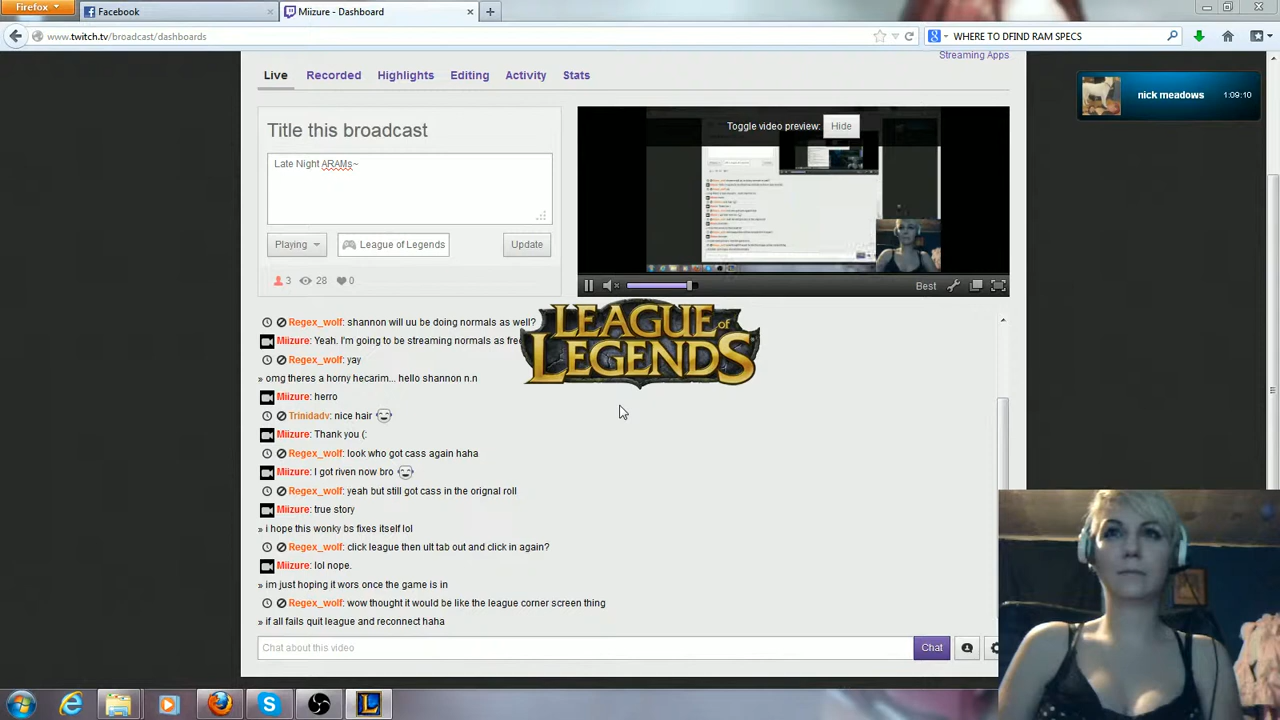 Firefox
Facebook
Miizure - Dashboard
www.twitch.tv/broadcast/dashboards
WHERE TO DFIND RAM SPECS
Streaming Apps
Live Recorded Highlights Editing Activity Stats
nick meadows 1:09:10
Title this broadcast
Toggle video preview: Hide
Late Night ARAMs~
Playing League of Legends Update
3 28 0
Best
LEAGUE of LEGENDS
Regex_wolf: shannon will uu be doing normals as well?
Miizure: Yeah. I'm going to be streaming normals as
Regex_wolf: yay
» omg theres a horny hecarim... hello shannon n.n
Miizure: herro
Trinidadv: nice hair
Miizure: Thank you (:
Regex_wolf: look who got cass again haha
Miizure: I got riven now bro
Regex_wolf: yeah but still got cass in the orignal roll
Miizure: true story
» i hope this wonky bs fixes itself lol
Regex_wolf: click league then ult tab out and click in again?
Miizure: lol nope.
» im just hoping it wors once the game is in
Regex_wolf: wow thought it would be like the league corner screen thing
» if all fails quit league and reconnect haha
Chat about this video Chat